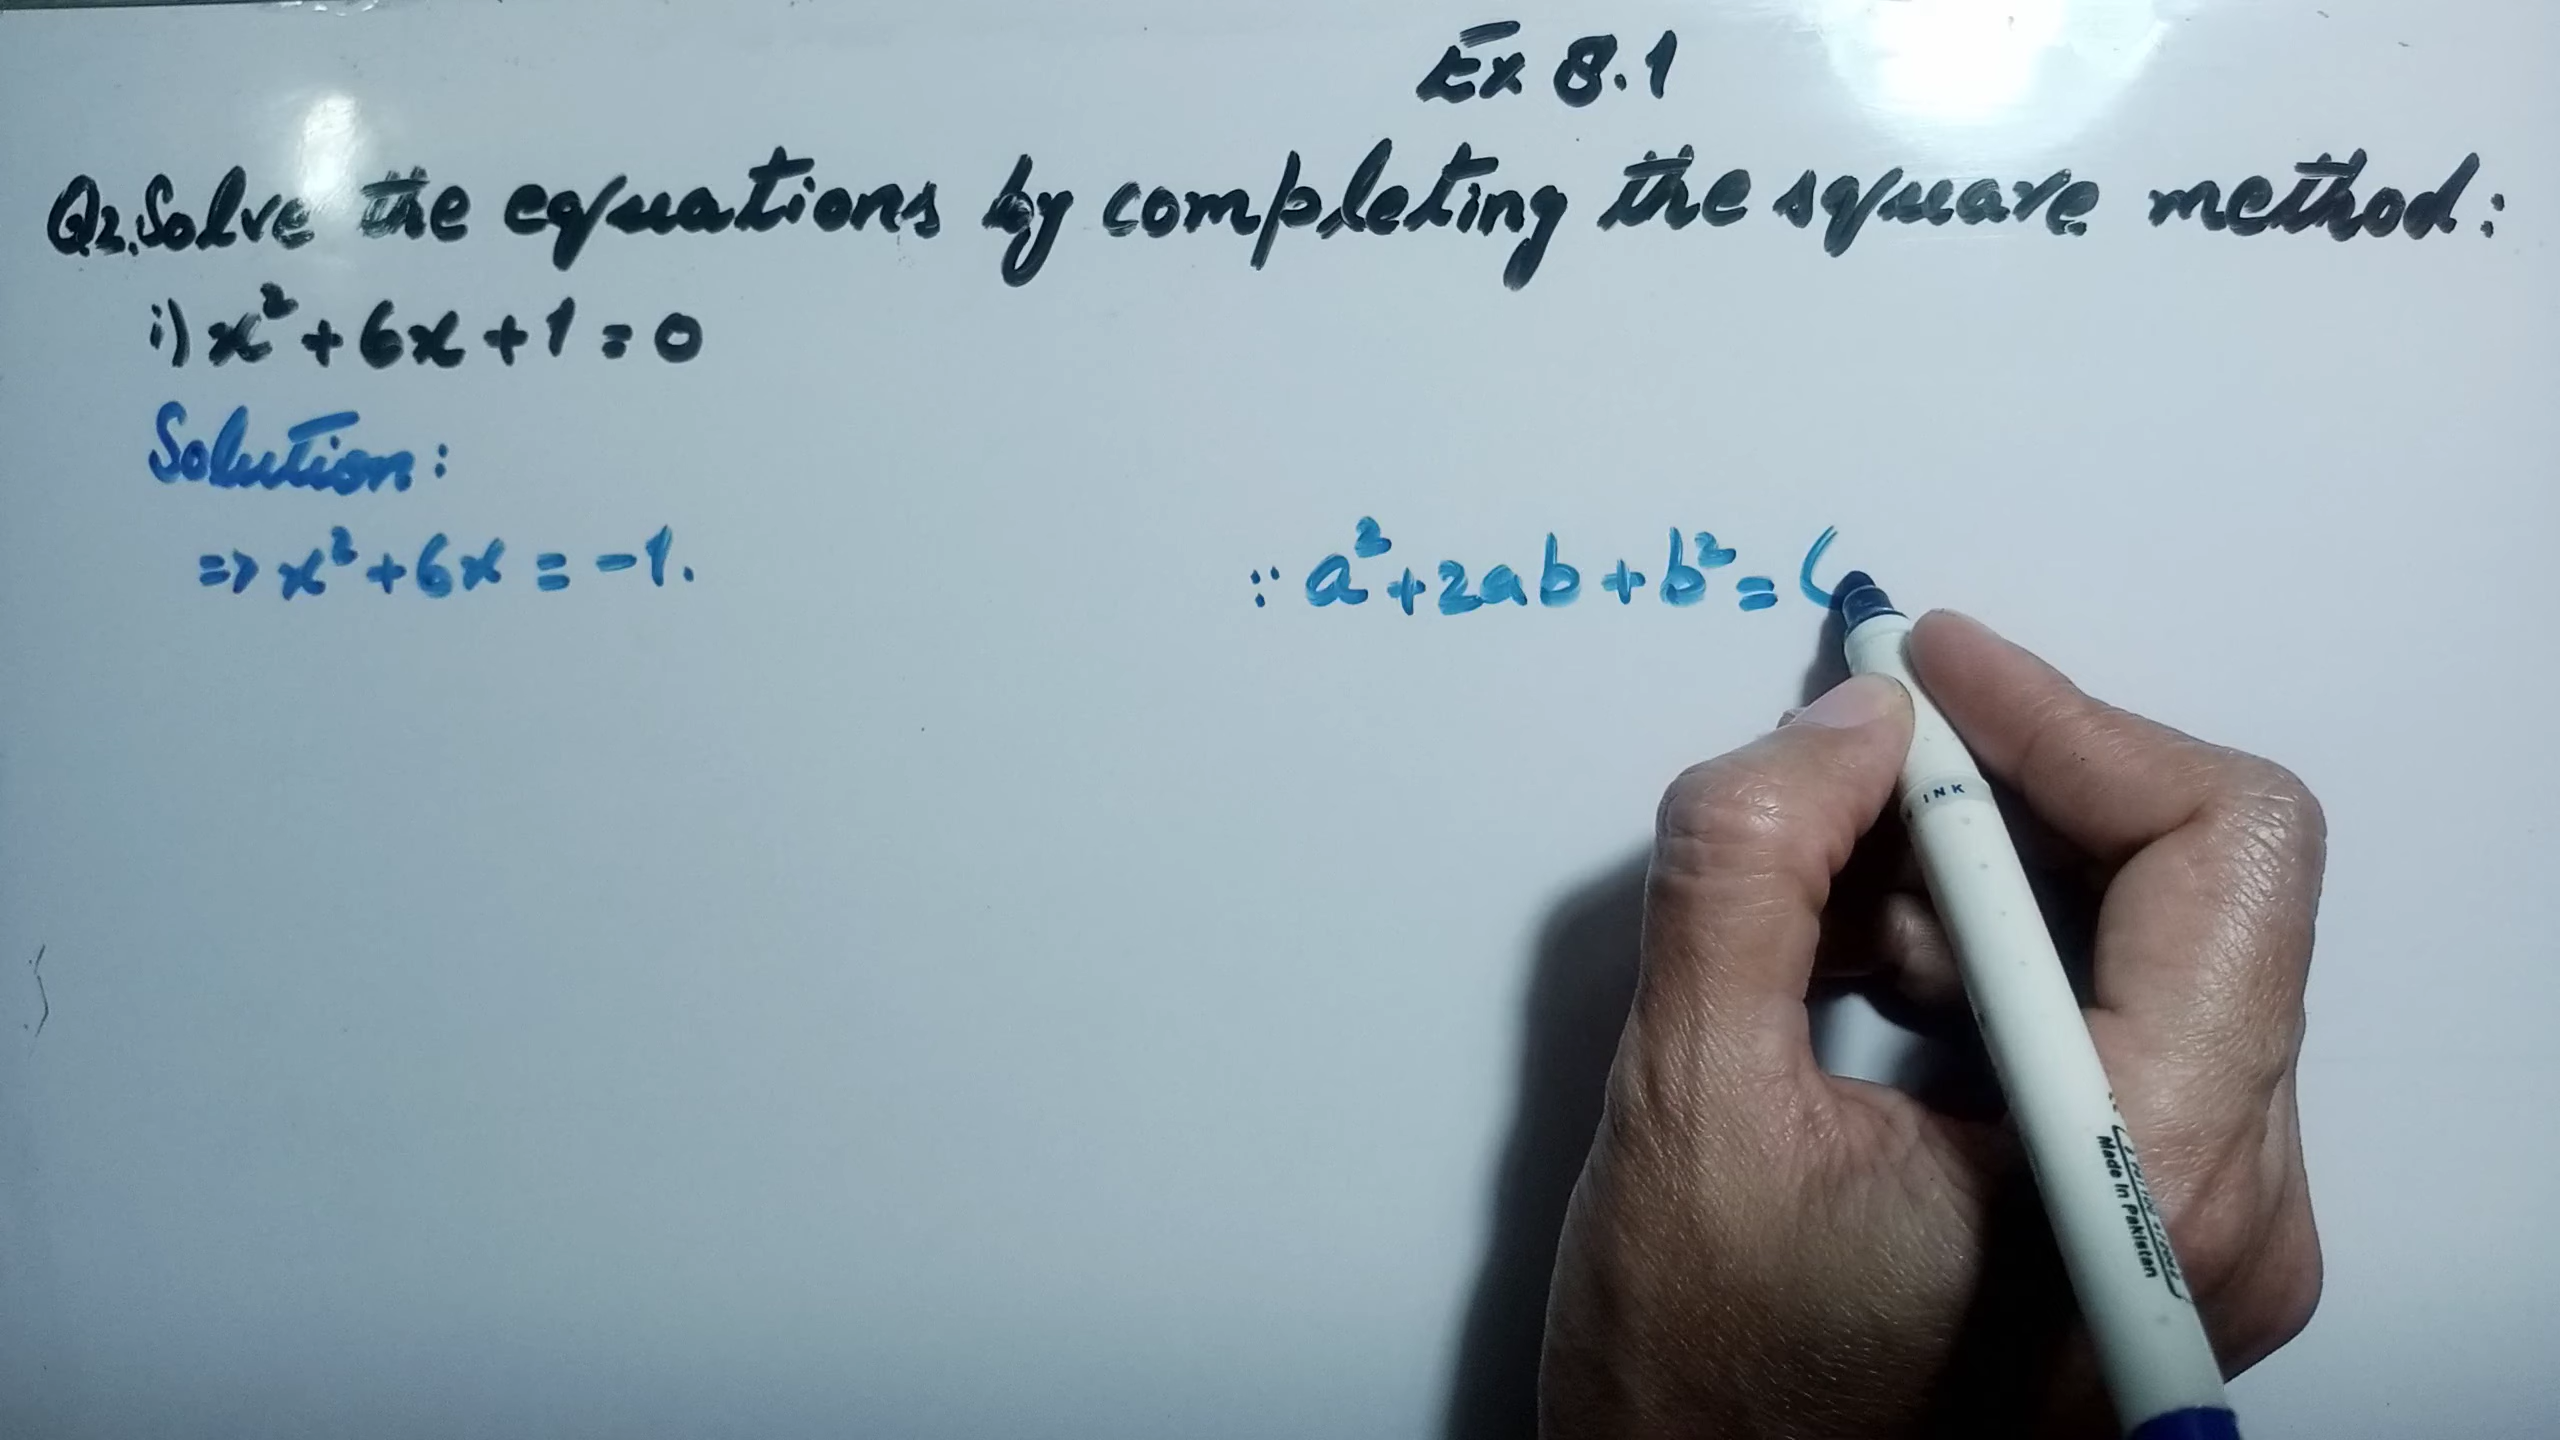 Ex 8.1
Q2. Solve the equations by completing the square method:
i) x² + 6x + 1 = 0
Solution:
=> x² + 6x = -1.
∵ a² + 2ab + b² = (
INK
Made In Pakistan